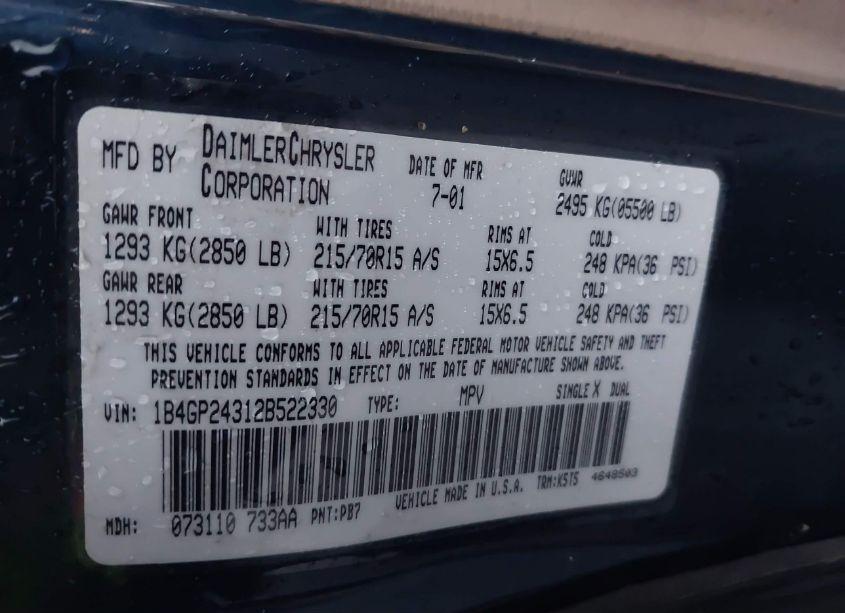 MFD BY DAIMLERCHRYSLER CORPORATION DATE OF MFR 7-01 GVWR 2495 KG(05500 LB)
GAWR FRONT WITH TIRES RIMS AT COLD
1293 KG(2850 LB) 215/70R15 A/S 15X6.5 248 KPA(36 PSI)
GAWR REAR WITH TIRES RIMS AT COLD
1293 KG(2850 LB) 215/70R15 A/S 15X6.5 248 KPA(36 PSI)
THIS VEHICLE CONFORMS TO ALL APPLICABLE FEDERAL MOTOR VEHICLE SAFETY AND THEFT
PREVENTION STANDARDS IN EFFECT ON THE DATE OF MANUFACTURE SHOWN ABOVE.
VIN: 1B4GP24312B522330 TYPE: MPV SINGLE X DUAL
VEHICLE MADE IN U.S.A. TRM:K5T5 4648503
MDH: 073110 733AA PNT:PB7